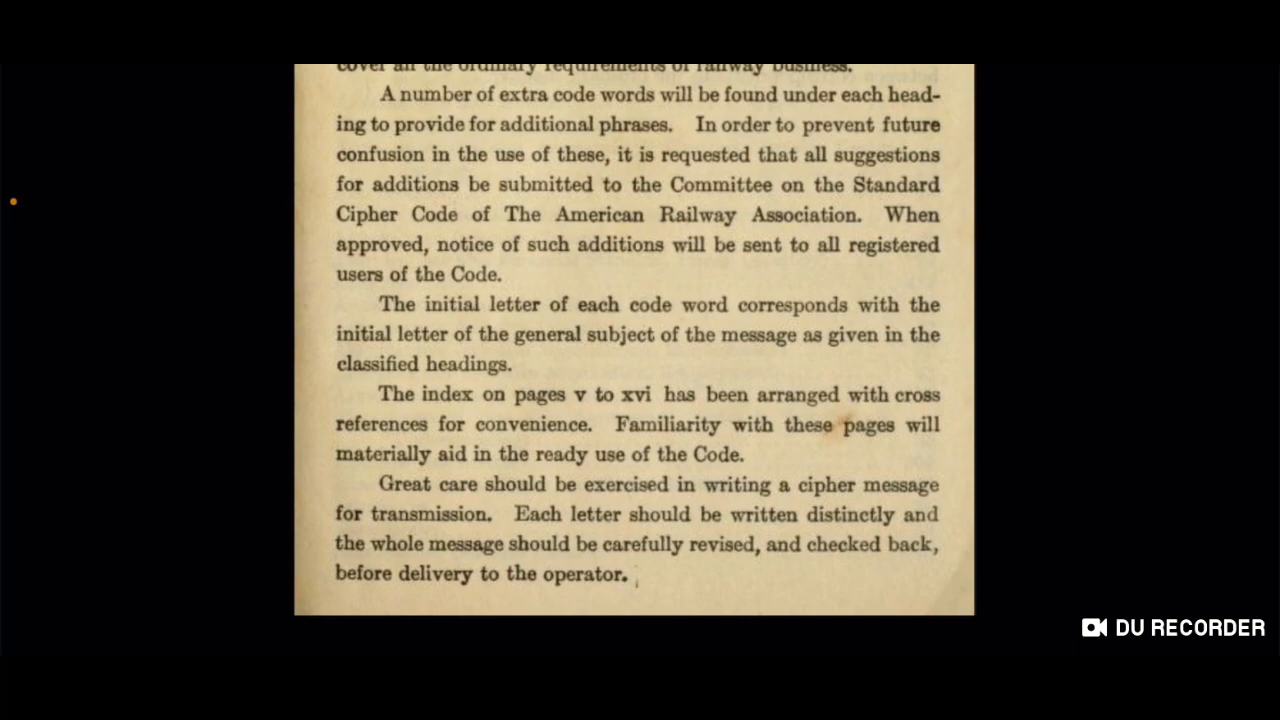 cover all the ordinary requirements of railway business.
A number of extra code words will be found under each head-
ing to provide for additional phrases. In order to prevent future
confusion in the use of these, it is requested that all suggestions
for additions be submitted to the Committee on the Standard
Cipher Code of The American Railway Association. When
approved, notice of such additions will be sent to all registered
users of the Code.
The initial letter of each code word corresponds with the
initial letter of the general subject of the message as given in the
classified headings.
The index on pages v to xvi has been arranged with cross
references for convenience. Familiarity with these pages will
materially aid in the ready use of the Code.
Great care should be exercised in writing a cipher message
for transmission. Each letter should be written distinctly and
the whole message should be carefully revised, and checked back,
before delivery to the operator.
DU RECORDER